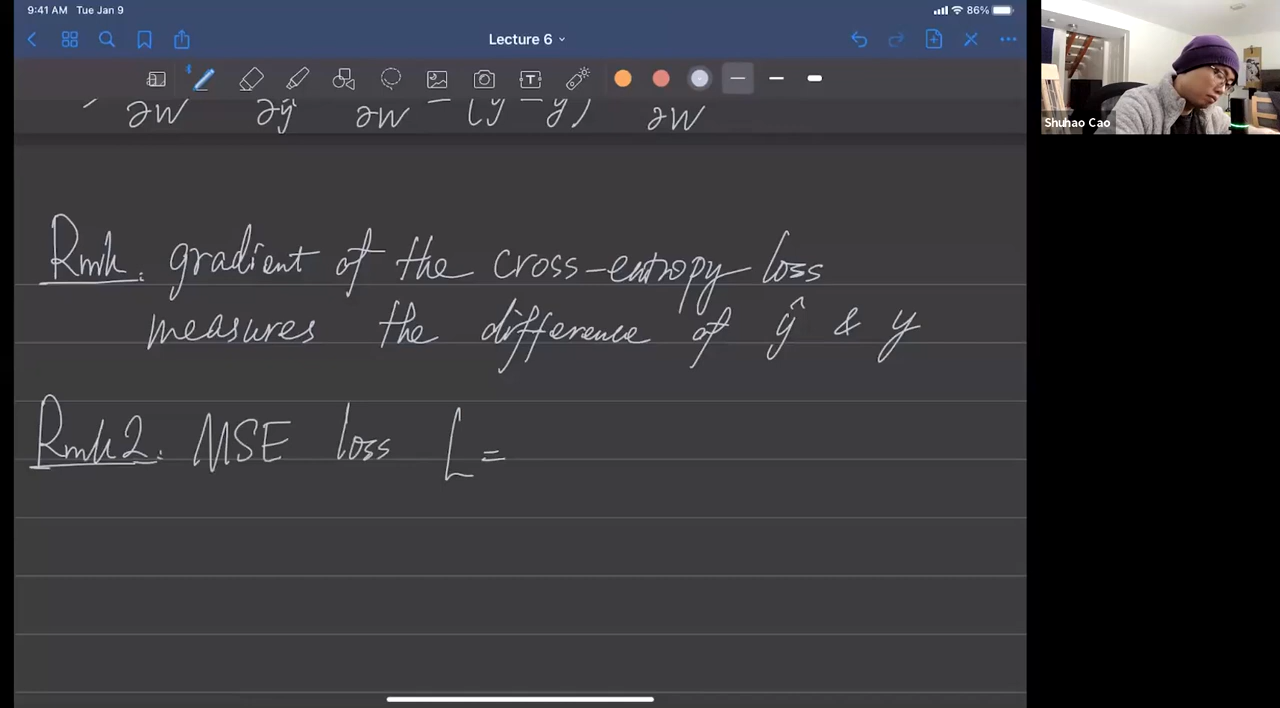 9:41 AM Tue Jan 9
86%
Lecture 6
Shuhao Cao
∂W ∂ŷ ∂W = (ŷ - y) ∂W
Rmk. gradient of the cross-entropy loss
measures the difference of ŷ & y
Rmk2. MSE loss L =